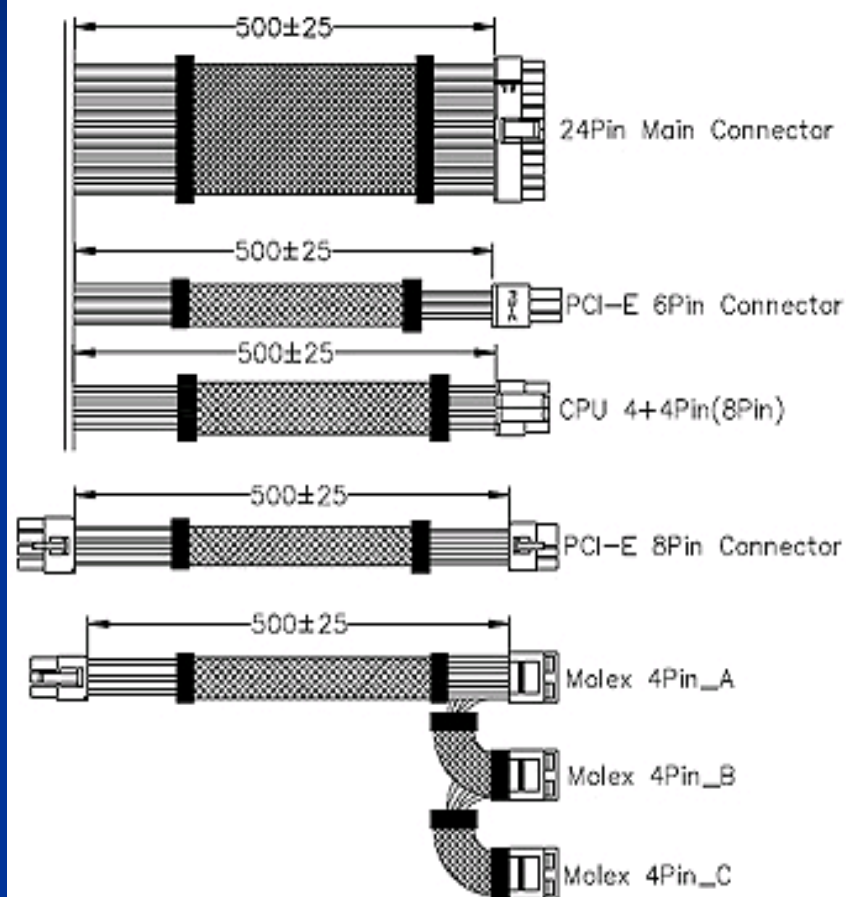 500±25
24Pin Main Connector
500±25
PCI-E 6Pin Connector
500±25
CPU 4+4Pin(8Pin)
500±25
PCI-E 8Pin Connector
500±25
Molex 4Pin_A
Molex 4Pin_B
Molex 4Pin_C